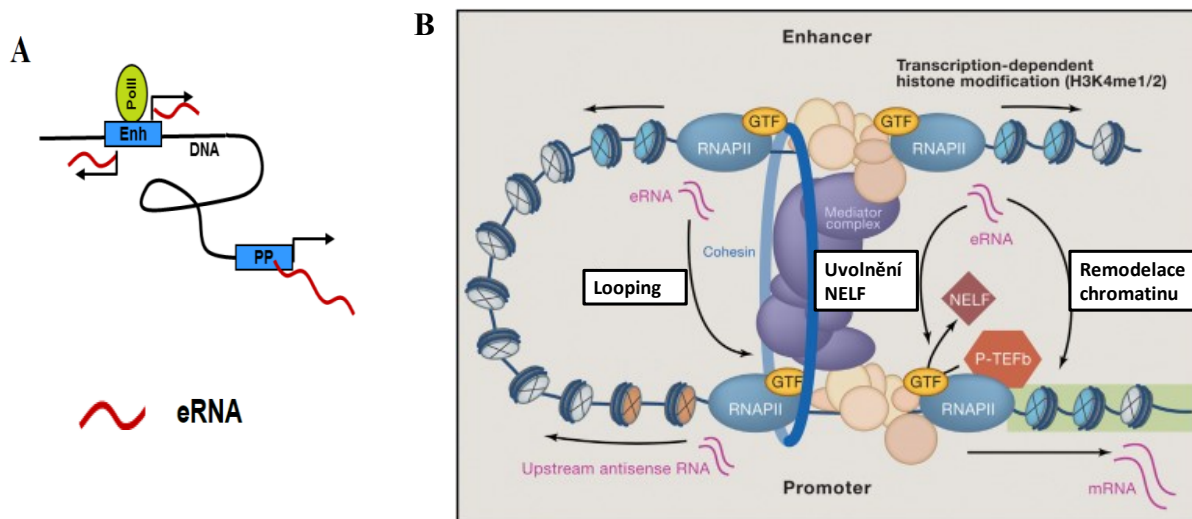 A
PolII
Enh
DNA
PP
eRNA
B
Enhancer
Transcription-dependent
histone modification (H3K4me1/2)
GTF
GTF
RNAPII
RNAPII
eRNA
Mediator
complex
eRNA
Cohesin
Looping
Uvolnění
NELF
Remodelace
chromatinu
NELF
P-TEFb
GTF
GTF
RNAPII
RNAPII
Upstream antisense RNA
Promoter
mRNA